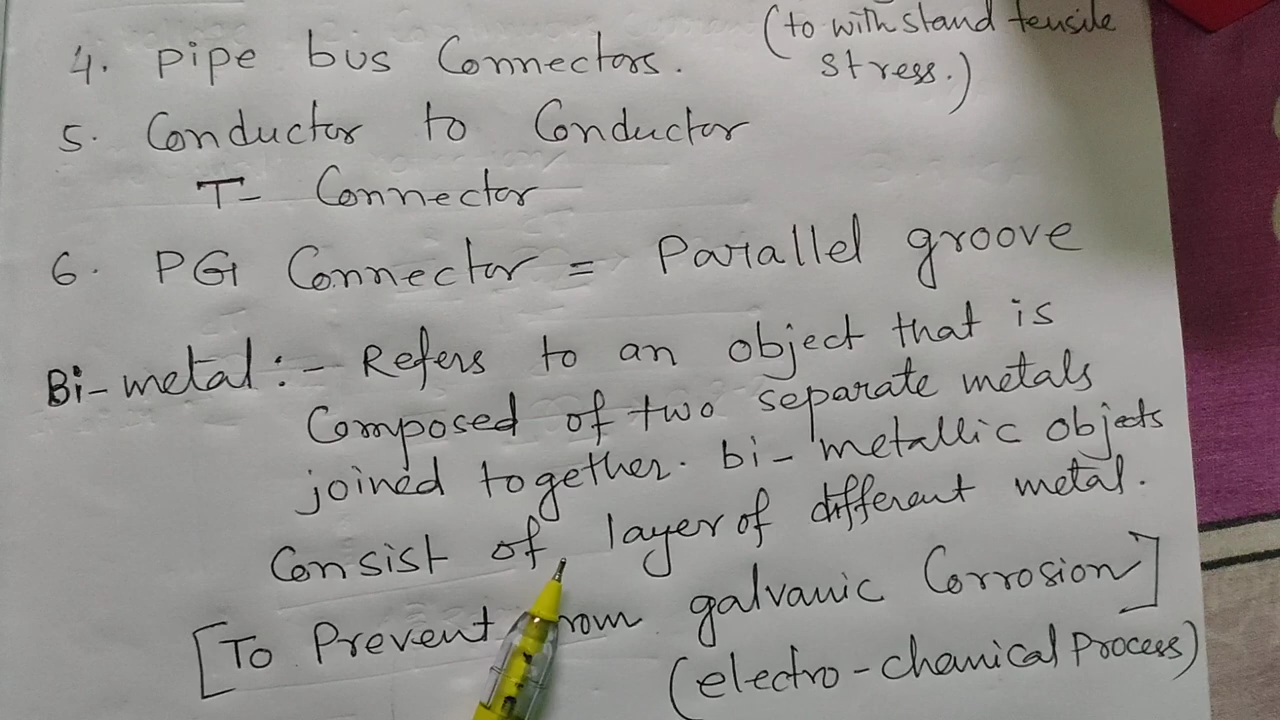 (to withstand tensile
stress.)
4. Pipe bus Connectors.
5. Conductor to Conductor
T- Connector
6. PG Connector = Parallel groove
Bi-metal:- Refers to an object that is
Composed of two separate metals
joined together. bi-metallic objects
Consist of layer of different metal.
[To Prevent from galvanic Corrosion]
(electro-chemical Process)